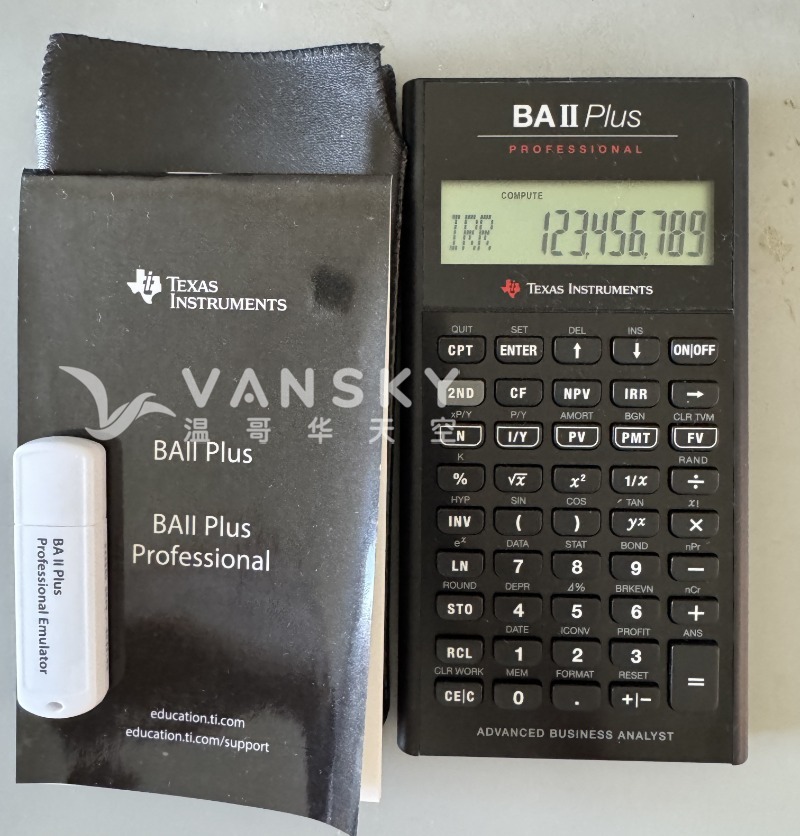 TEXAS
INSTRUMENTS
VANSKY
温哥华天空
BAII Plus
BAII Plus
Professional
education.ti.com
education.ti.com/support
BA II Plus
Professional Emulator
BA II Plus
PROFESSIONAL
COMPUTE
IRR 123,456,789
TEXAS INSTRUMENTS
QUIT SET DEL INS
CPT ENTER ↑ ↓ ON|OFF
2ND CF NPV IRR →
xP/Y P/Y AMORT BGN CLR TVM
N I/Y PV PMT FV
K RAND
% √x x² 1/x ÷
HYP SIN COS TAN x!
INV ( ) yˣ ×
eˣ DATA STAT BOND nPr
LN 7 8 9 −
ROUND DEPR Δ% BRKEVN nCr
STO 4 5 6 +
DATE ICONV PROFIT ANS
RCL 1 2 3
CLR WORK MEM FORMAT RESET
CE|C 0 . +|− =
ADVANCED BUSINESS ANALYST